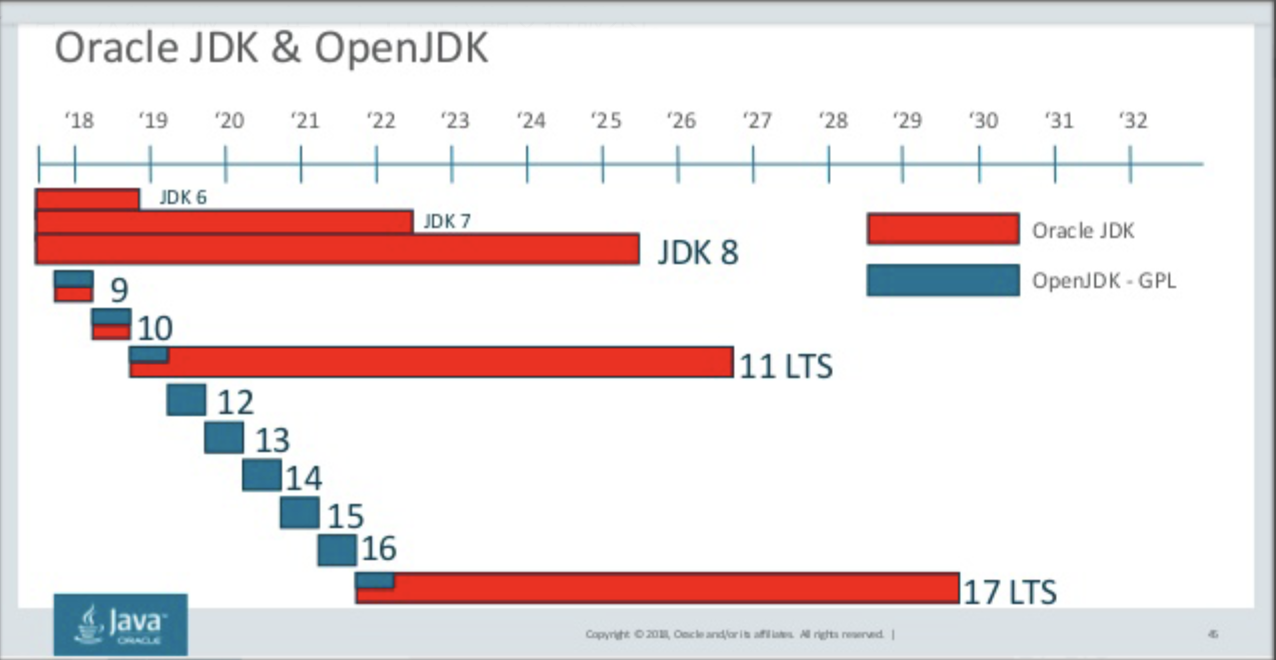 Oracle JDK & OpenJDK
‘18 ‘19 ‘20 ‘21 ‘22 ‘23 ‘24 ‘25 ‘26 ‘27 ‘28 ‘29 ‘30 ‘31 ‘32
JDK 6
JDK 7
JDK 8
Oracle JDK
OpenJDK - GPL
9
10
11 LTS
12
13
14
15
16
17 LTS
Java™
ORACLE
Copyright © 2018, Oracle and/or its affiliates. All rights reserved. |
45